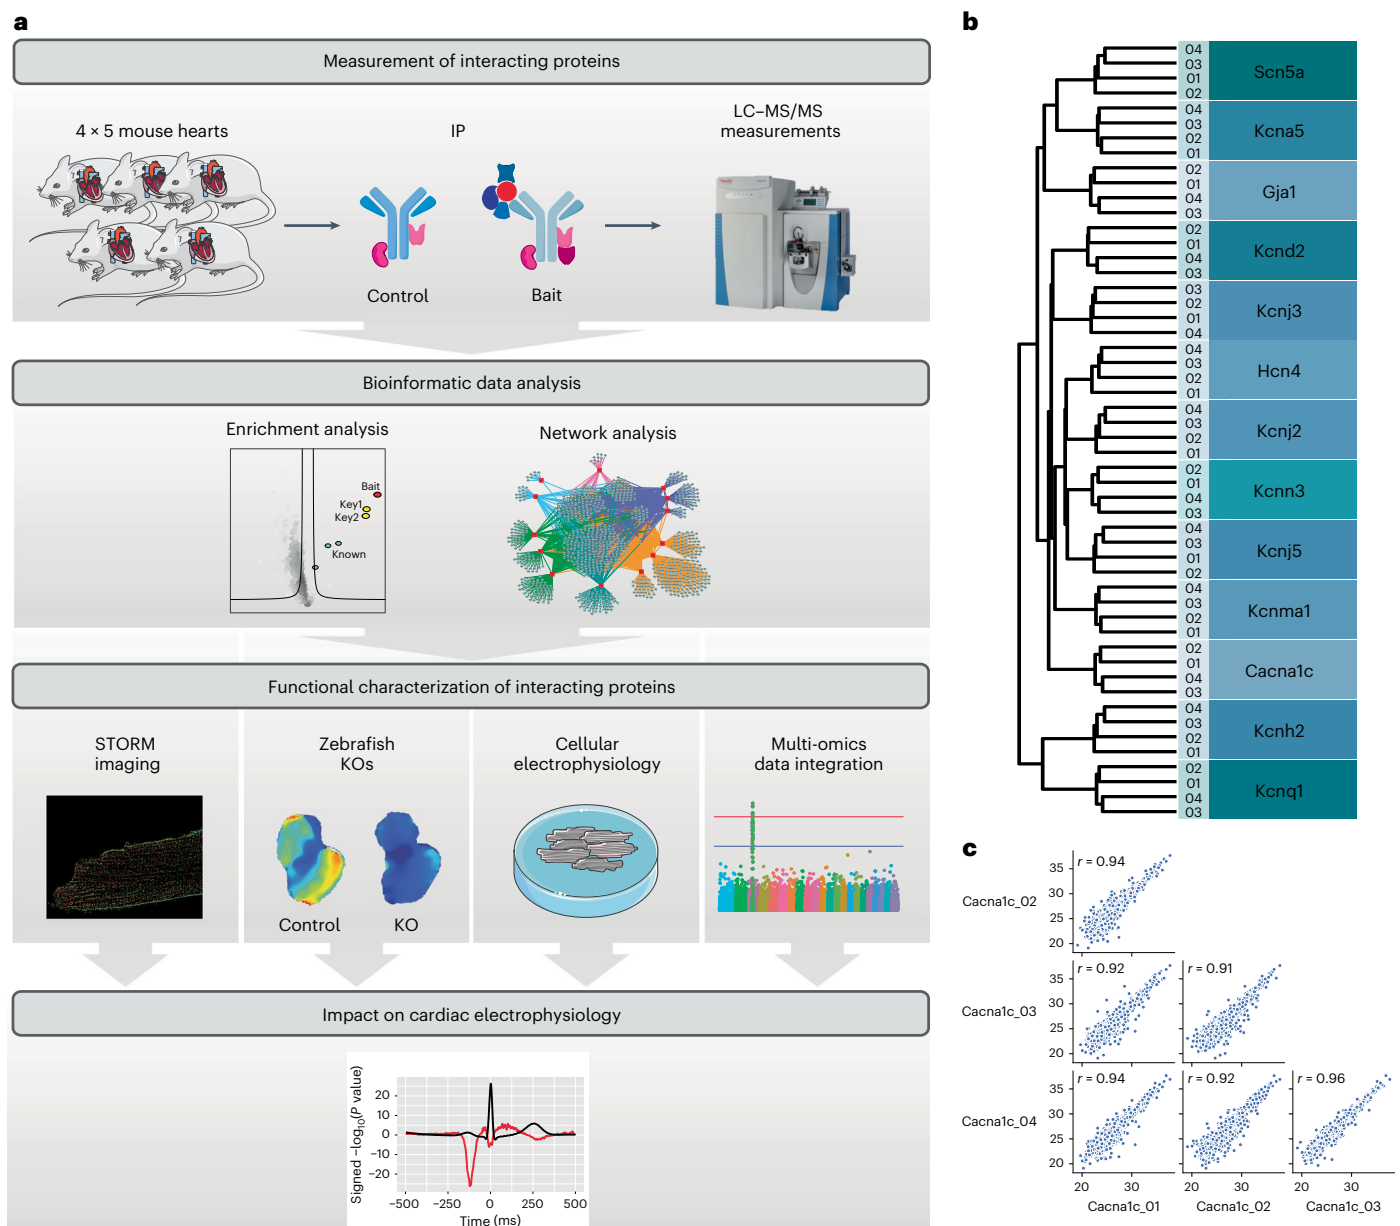 a
Measurement of interacting proteins
4 × 5 mouse hearts
IP
LC–MS/MS
measurements
Control
Bait
Bioinformatic data analysis
Enrichment analysis
Network analysis
Bait
Key1
Key2
Known
Functional characterization of interacting proteins
STORM
imaging
Zebrafish
KOs
Cellular
electrophysiology
Multi-omics
data integration
Control
KO
Impact on cardiac electrophysiology
Signed −log10(P value)
20
10
0
−10
−20
−500
−250
0
250
500
Time (ms)
b
04
03
01
02
Scn5a
04
03
02
01
Kcna5
02
01
04
03
Gja1
02
01
04
03
Kcnd2
03
02
01
04
Kcnj3
04
03
02
01
Hcn4
04
03
02
01
Kcnj2
02
01
04
03
Kcnn3
04
03
01
02
Kcnj5
04
03
02
01
Kcnma1
02
01
04
03
Cacna1c
04
03
02
01
Kcnh2
02
01
04
03
Kcnq1
c
Cacna1c_02
35
30
25
20
r = 0.94
Cacna1c_03
35
30
25
20
r = 0.92
r = 0.91
Cacna1c_04
35
30
25
20
r = 0.94
r = 0.92
r = 0.96
20 30
20 30
20 30
Cacna1c_01
Cacna1c_02
Cacna1c_03